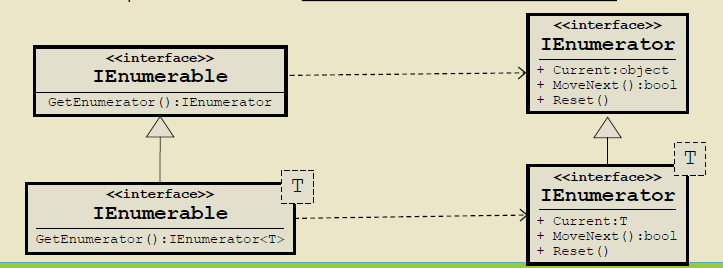 <<interface>>
IEnumerable
GetEnumerator():IEnumerator
<<interface>>
IEnumerator
+ Current:object
+ MoveNext():bool
+ Reset()
T
<<interface>>
IEnumerable
GetEnumerator():IEnumerator<T>
T
<<interface>>
IEnumerator
+ Current:T
+ MoveNext():bool
+ Reset()